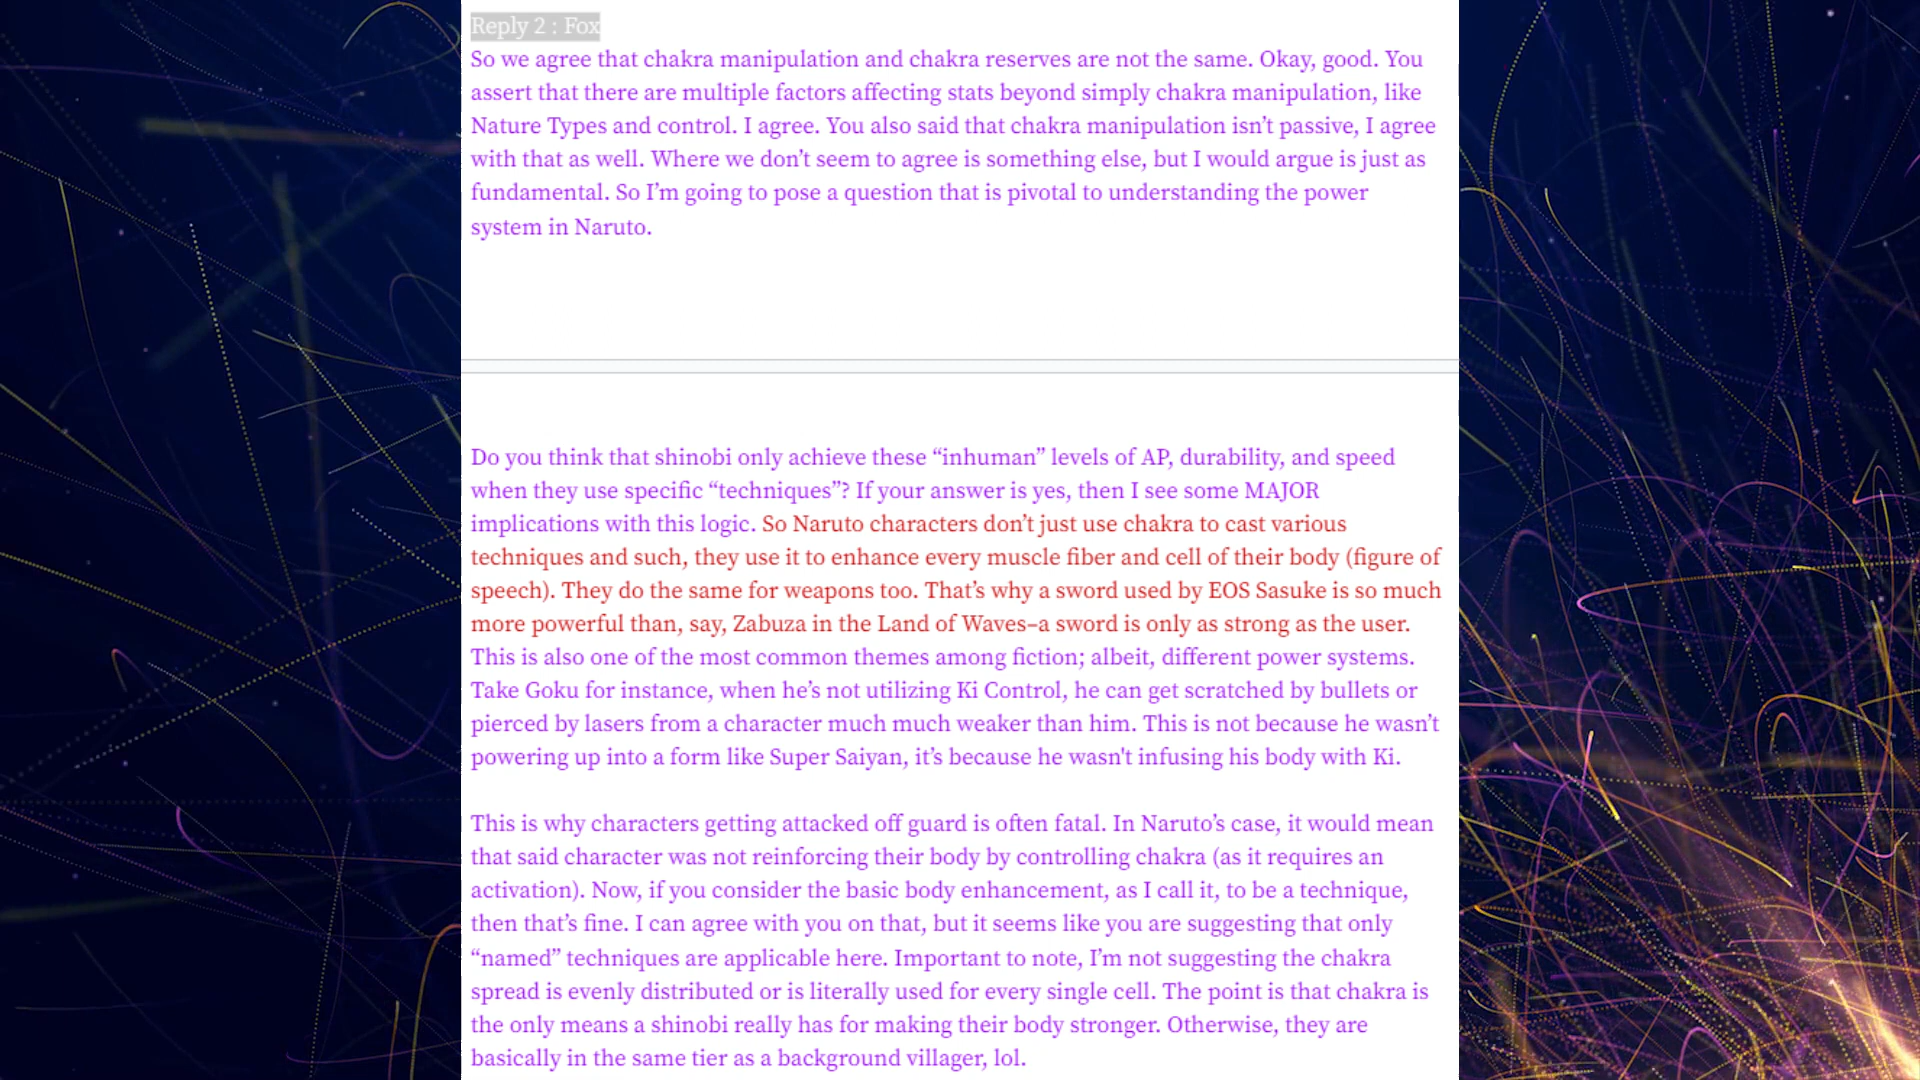 Reply 2 : Fox
So we agree that chakra manipulation and chakra reserves are not the same. Okay, good. You
assert that there are multiple factors affecting stats beyond simply chakra manipulation, like
Nature Types and control. I agree. You also said that chakra manipulation isn’t passive, I agree
with that as well. Where we don’t seem to agree is something else, but I would argue is just as
fundamental. So I’m going to pose a question that is pivotal to understanding the power
system in Naruto.
Do you think that shinobi only achieve these “inhuman” levels of AP, durability, and speed
when they use specific “techniques”? If your answer is yes, then I see some MAJOR
implications with this logic. So Naruto characters don’t just use chakra to cast various
techniques and such, they use it to enhance every muscle fiber and cell of their body (figure of
speech). They do the same for weapons too. That’s why a sword used by EOS Sasuke is so much
more powerful than, say, Zabuza in the Land of Waves–a sword is only as strong as the user.
This is also one of the most common themes among fiction; albeit, different power systems.
Take Goku for instance, when he’s not utilizing Ki Control, he can get scratched by bullets or
pierced by lasers from a character much much weaker than him. This is not because he wasn’t
powering up into a form like Super Saiyan, it’s because he wasn't infusing his body with Ki.
This is why characters getting attacked off guard is often fatal. In Naruto’s case, it would mean
that said character was not reinforcing their body by controlling chakra (as it requires an
activation). Now, if you consider the basic body enhancement, as I call it, to be a technique,
then that’s fine. I can agree with you on that, but it seems like you are suggesting that only
“named” techniques are applicable here. Important to note, I’m not suggesting the chakra
spread is evenly distributed or is literally used for every single cell. The point is that chakra is
the only means a shinobi really has for making their body stronger. Otherwise, they are
basically in the same tier as a background villager, lol.